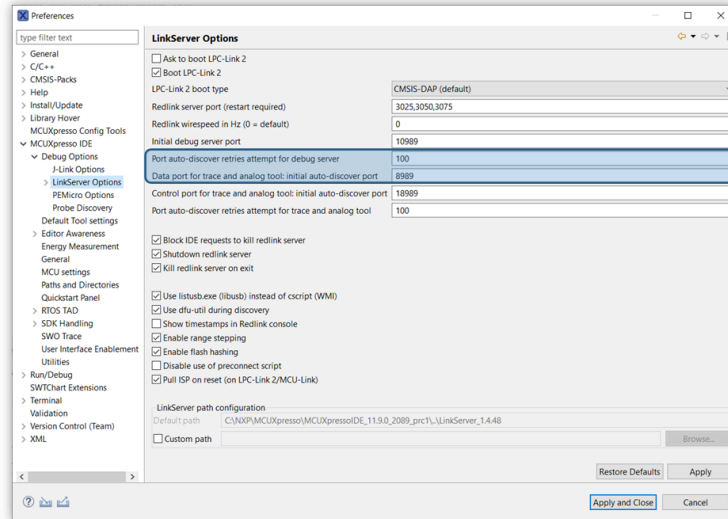 Preferences
type filter text
General
C/C++
CMSIS-Packs
Help
Install/Update
Library Hover
MCUXpresso Config Tools
MCUXpresso IDE
Debug Options
J-Link Options
LinkServer Options
PEMicro Options
Probe Discovery
Default Tool settings
Editor Awareness
Energy Measurement
General
MCU settings
Paths and Directories
Quickstart Panel
RTOS TAD
SDK Handling
SWO Trace
User Interface Enablement
Utilities
Run/Debug
SWTChart Extensions
Terminal
Validation
Version Control (Team)
XML
LinkServer Options
Ask to boot LPC-Link 2
Boot LPC-Link 2
LPC-Link 2 boot type CMSIS-DAP (default)
Redlink server port (restart required) 3025,3050,3075
Redlink wirespeed in Hz (0 = default) 0
Initial debug server port 10989
Port auto-discover retries attempt for debug server 100
Data port for trace and analog tool: initial auto-discover port 8989
Control port for trace and analog tool: initial auto-discover port 18989
Port auto-discover retries attempt for trace and analog tool 100
Block IDE requests to kill redlink server
Shutdown redlink server
Kill redlink server on exit
Use listusb.exe (libusb) instead of cscript (WMI)
Use dfu-util during discovery
Show timestamps in Redlink console
Enable range stepping
Enable flash hashing
Disable use of preconnect script
Pull ISP on reset (on LPC-Link 2/MCU-Link)
LinkServer path configuration
Default path C:\NXP\MCUXpresso\MCUXpressoIDE_11.9.0_2089_prc1\..\LinkServer_1.4.48
Custom path Browse...
Restore Defaults Apply
Apply and Close Cancel